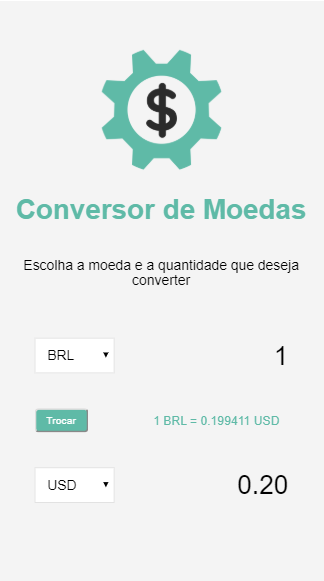 $
Conversor de Moedas
Escolha a moeda e a quantidade que deseja
converter
BRL 1
Trocar 1 BRL = 0.199411 USD
USD 0.20